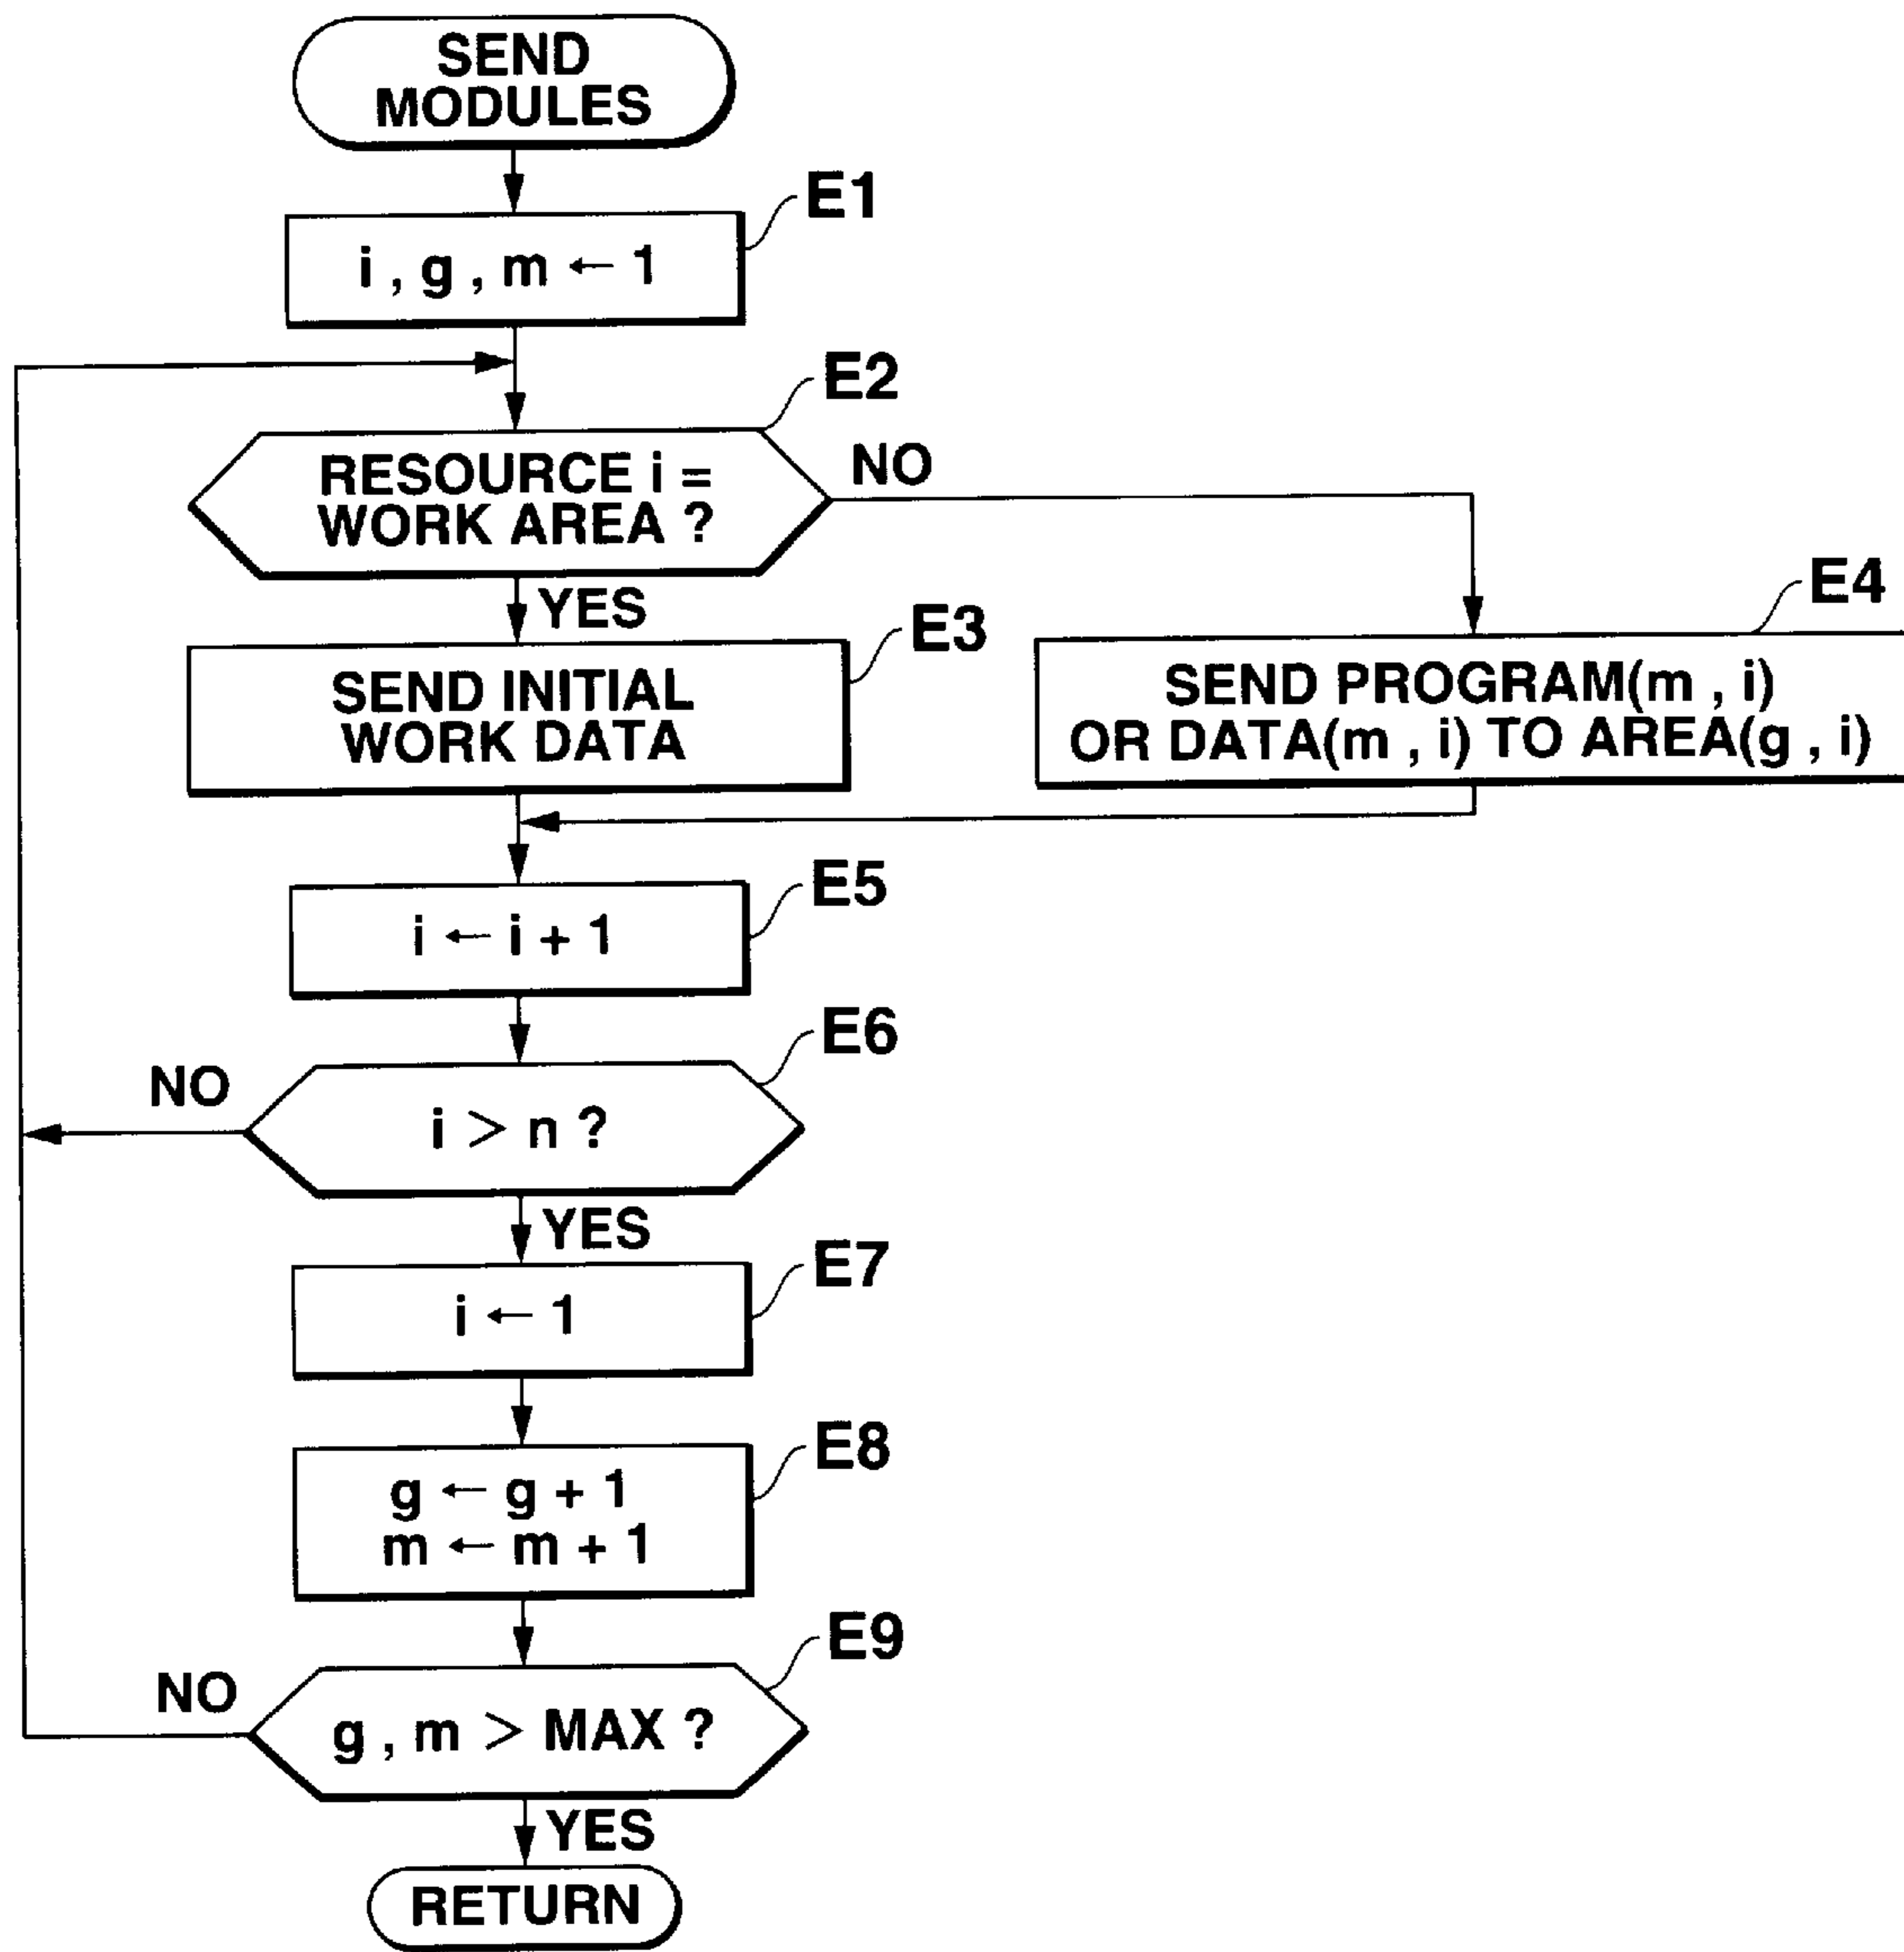 SEND
MODULES
E1
i , g , m ← 1
E2
RESOURCE i =
WORK AREA ?
NO
YES
E3
SEND INITIAL
WORK DATA
E4
SEND PROGRAM(m , i)
OR DATA(m , i) TO AREA(g , i)
E5
i ← i + 1
E6
i > n ?
NO
YES
E7
i ← 1
E8
g ← g + 1
m ← m + 1
E9
g , m > MAX ?
NO
YES
RETURN